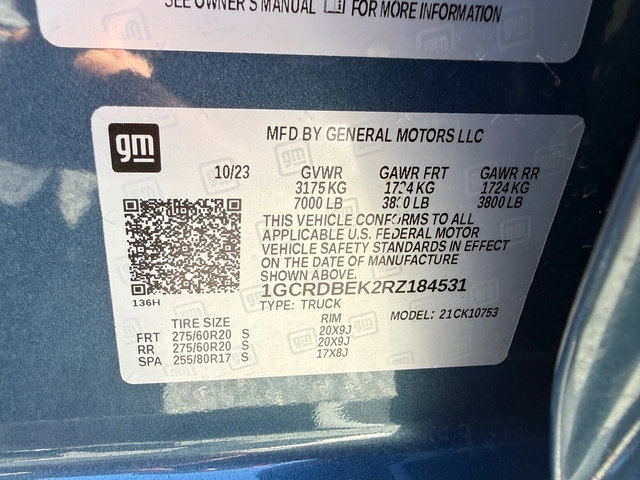 SEE OWNER'S MANUAL FOR MORE INFORMATION
gm
MFD BY GENERAL MOTORS LLC
10/23 GVWR GAWR FRT GAWR RR
3175 KG 1724 KG 1724 KG
7000 LB 3800 LB 3800 LB
THIS VEHICLE CONFORMS TO ALL
APPLICABLE U.S. FEDERAL MOTOR
VEHICLE SAFETY STANDARDS IN EFFECT
ON THE DATE OF MANUFACTURE
SHOWN ABOVE.
1GCRDBEK2RZ184531
136H
TYPE: TRUCK MODEL: 21CK10753
TIRE SIZE RIM
FRT 275/60R20 S 20X9J
RR 275/60R20 S 20X9J
SPA 255/80R17 S 17X8J